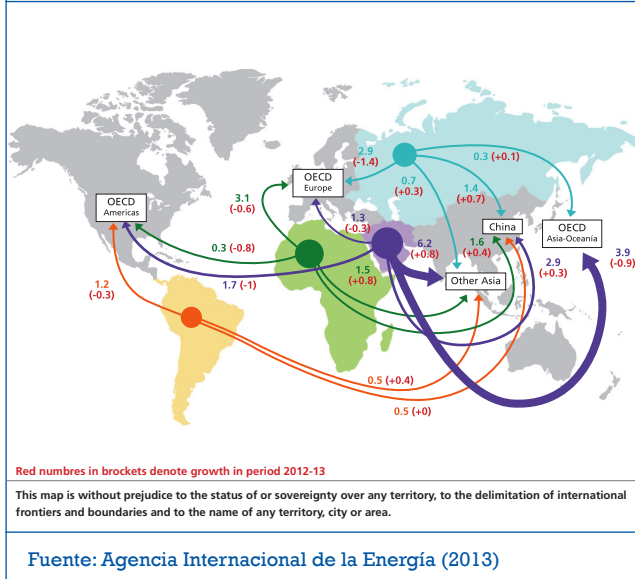 2.9
(-1.4)
0.3 (+0.1)
OECD
Europe
0.7
(+0.3)
1.4
(+0.7)
3.1
(-0.6)
OECD
Americas
1.3
(-0.3)
China
OECD
Asia-Oceania
6.2
(+0.8)
1.6
(+0.4)
0.3 (-0.8)
3.9
(-0.9)
2.9
(+0.3)
1.5
(+0.8)
Other Asia
1.7 (-1)
1.2
(-0.3)
0.5 (+0.4)
0.5 (+0)
Red numbres in brockets denote growth in period 2012-13
This map is without prejudice to the status of or sovereignty over any territory, to the delimitation of international
frontiers and boundaries and to the name of any territory, city or area.
Fuente: Agencia Internacional de la Energía (2013)